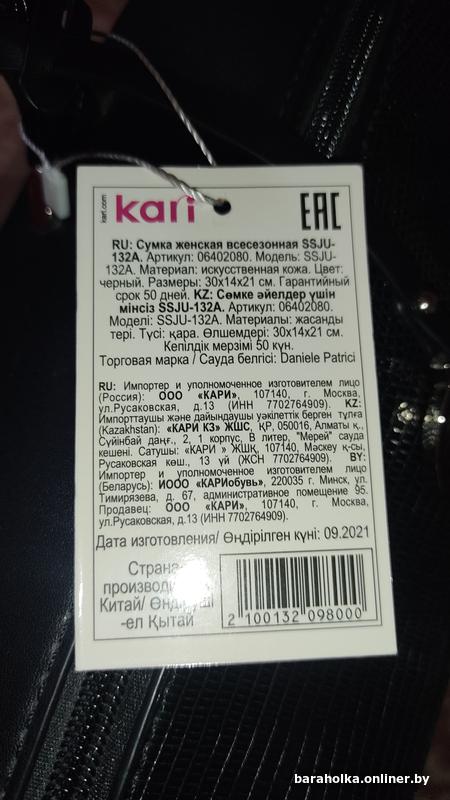 kari.com
kari
EAC
RU: Сумка женская всесезонная SSJU-
132A. Артикул: 06402080. Модель: SSJU-
132A. Материал: искусственная кожа. Цвет:
черный. Размеры: 30x14x21 см. Гарантийный
срок 50 дней. KZ: Сөмке әйелдер үшін
мінсіз SSJU-132A. Артикул: 06402080.
Моделі: SSJU-132A. Материалы: жасанды
тері. Түсі: қара. Өлшемдері: 30x14x21 см.
Кепілдік мерзімі 50 күн.
Торговая марка / Сауда белгісі: Daniele Patrici
RU: Импортер и уполномоченное изготовителем лицо
(Россия): ООО «КАРИ», 107140, г. Москва,
ул.Русаковская, д.13 (ИНН 7702764909). KZ:
Импорттаушы және дайындаушы уәкілеттік берген тұлға
(Kazakhstan): «КАРИ КЗ» ЖШС, ҚР, 050016, Алматы қ.,
Сүйінбай даңғ., 2, 1 корпус, В литер, "Мерей" сауда
кешені. Сатушы: «КАРИ » ЖШҚ, 107140, Мәскеу қ-сы,
Русаковская көш., 13 үй (ЖСН 7702764909). BY:
Импортер и уполномоченное изготовителем лицо
(Беларусь): ИООО «КАРИобувь», 220035 г. Минск, ул.
Тимирязева, д. 67, административное помещение 95.
Продавец: ООО «КАРИ», 107140, г. Москва,
ул.Русаковская, д.13 (ИНН 7702764909).
Дата изготовления/ Өндірілген күні: 09.2021
Страна-
Китай/
-ел Қытай
2 100132 098000
baraholka.onliner.by